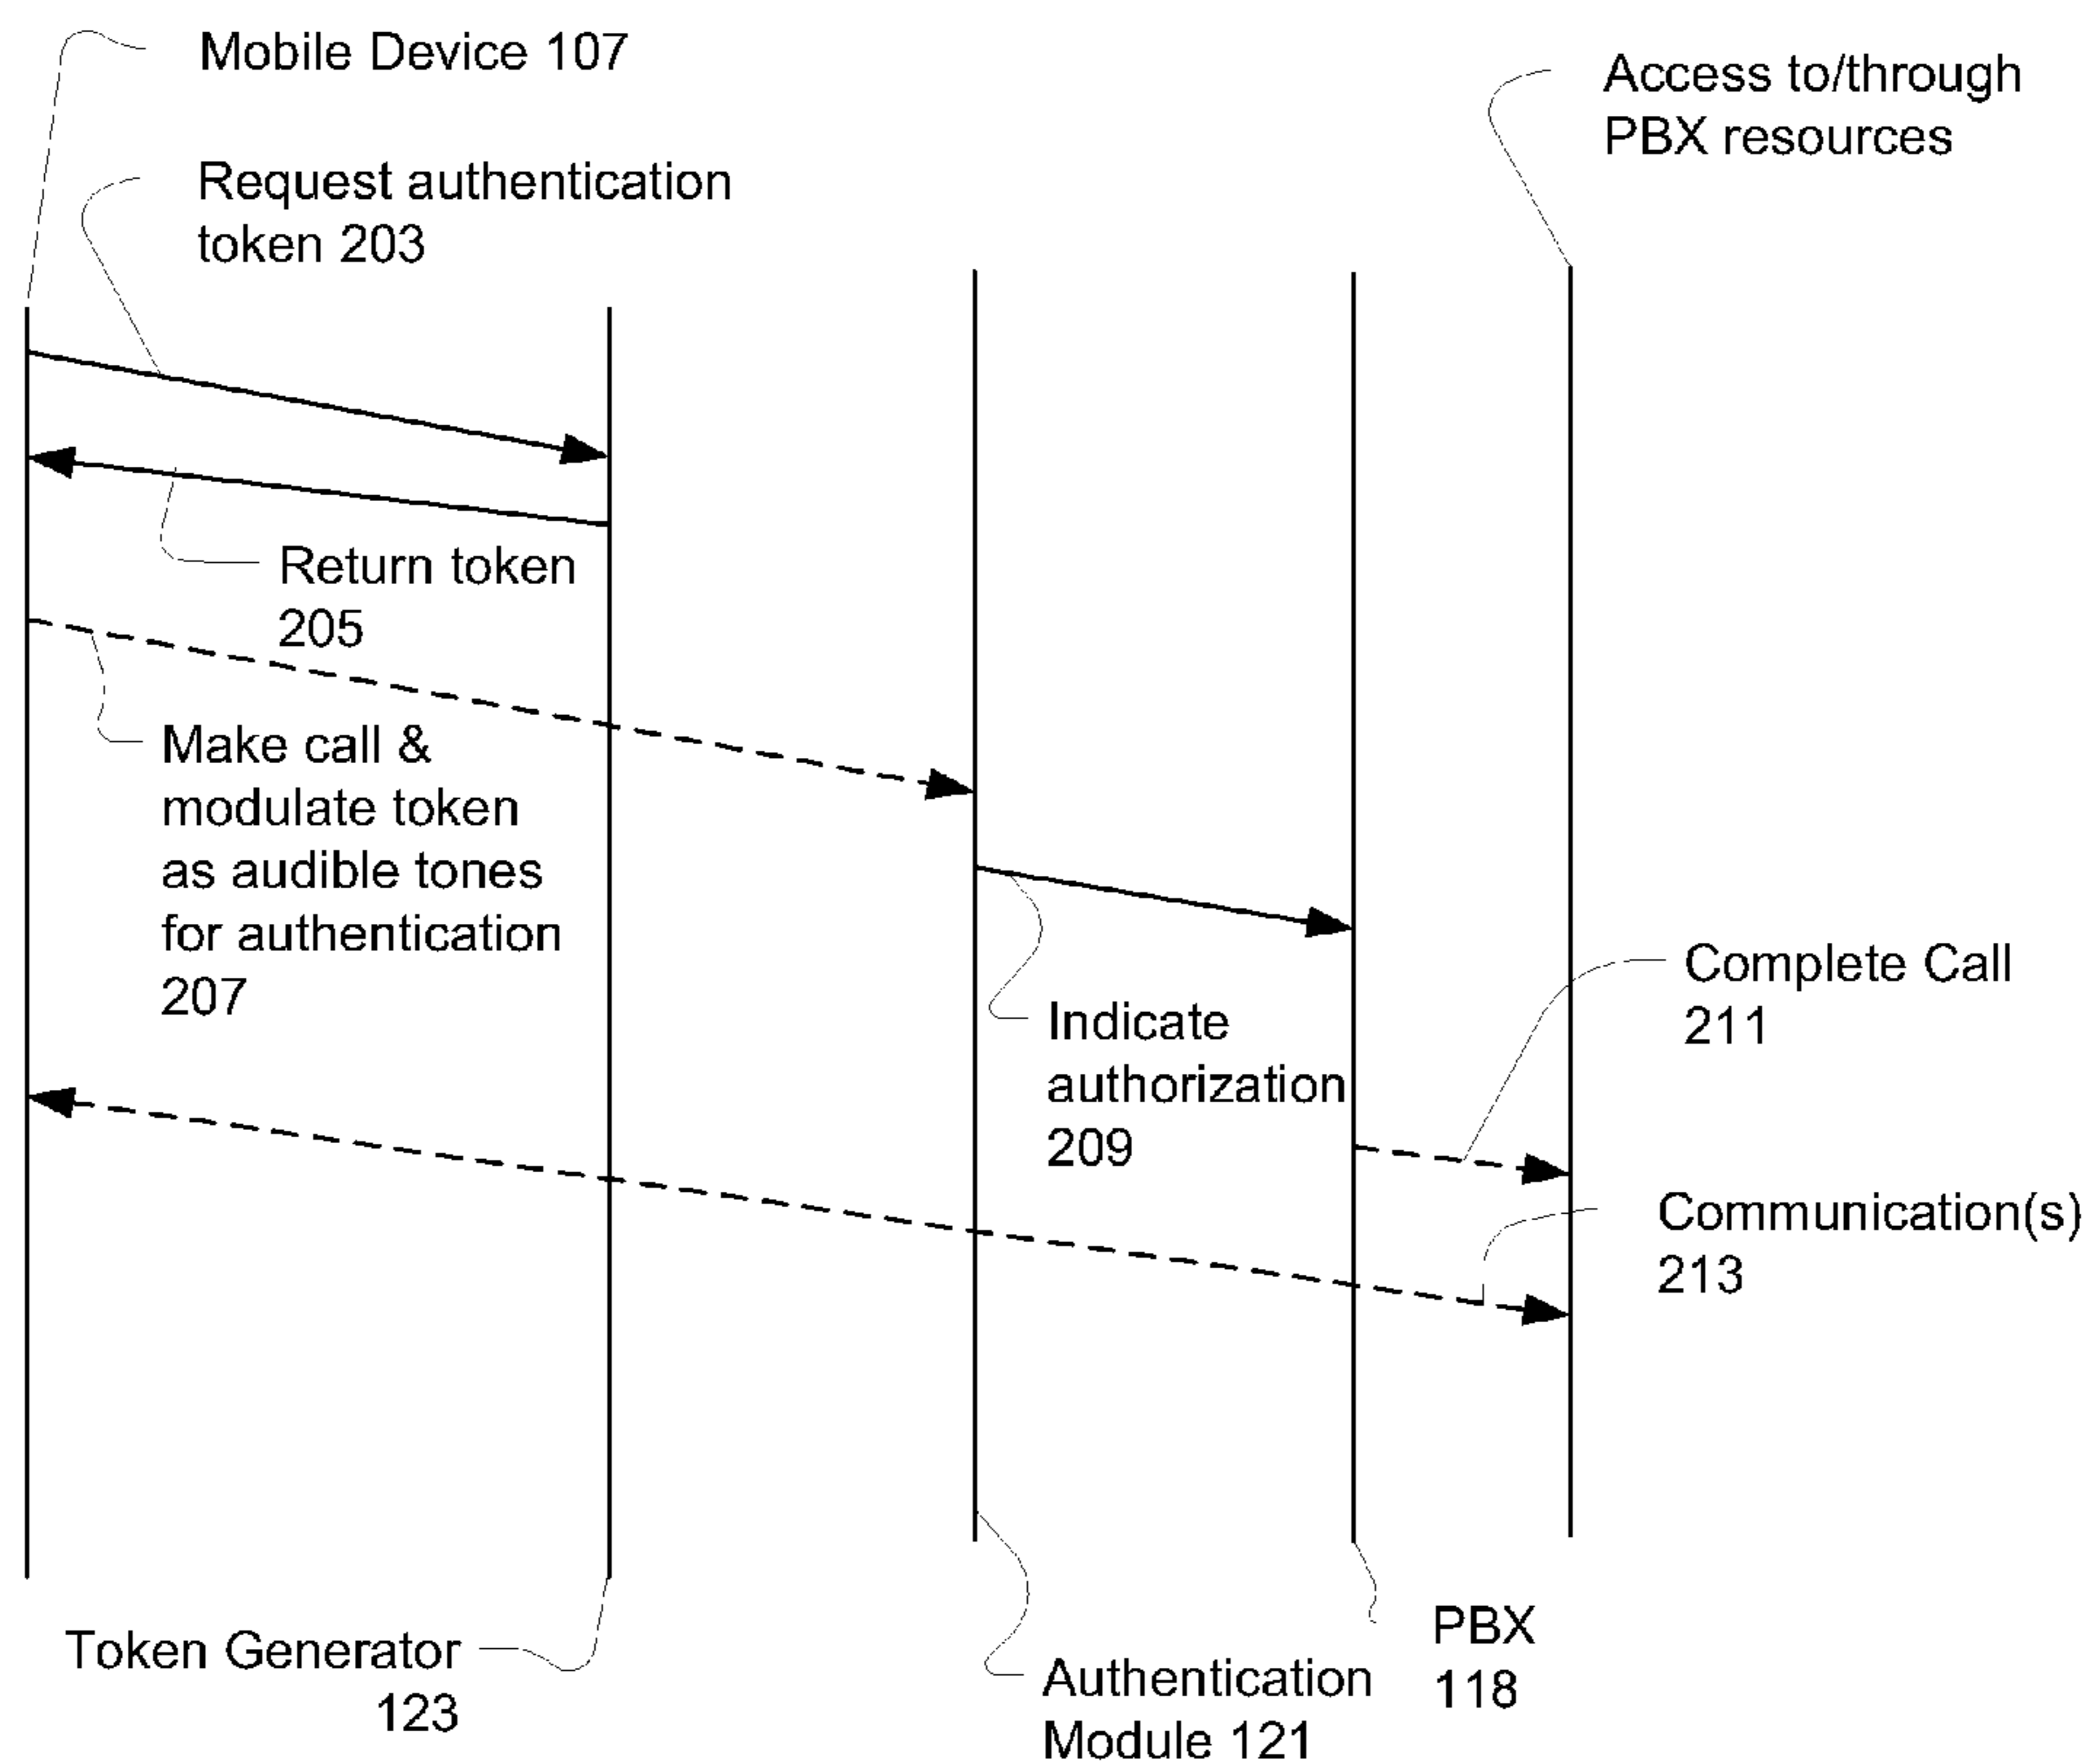 Mobile Device 107
Access to/through
PBX resources
Request authentication
token 203
Return token
205
Make call &
modulate token
as audible tones
for authentication
207
Complete Call
211
Indicate
authorization
209
Communication(s)
213
Token Generator
123
Authentication
Module 121
PBX
118